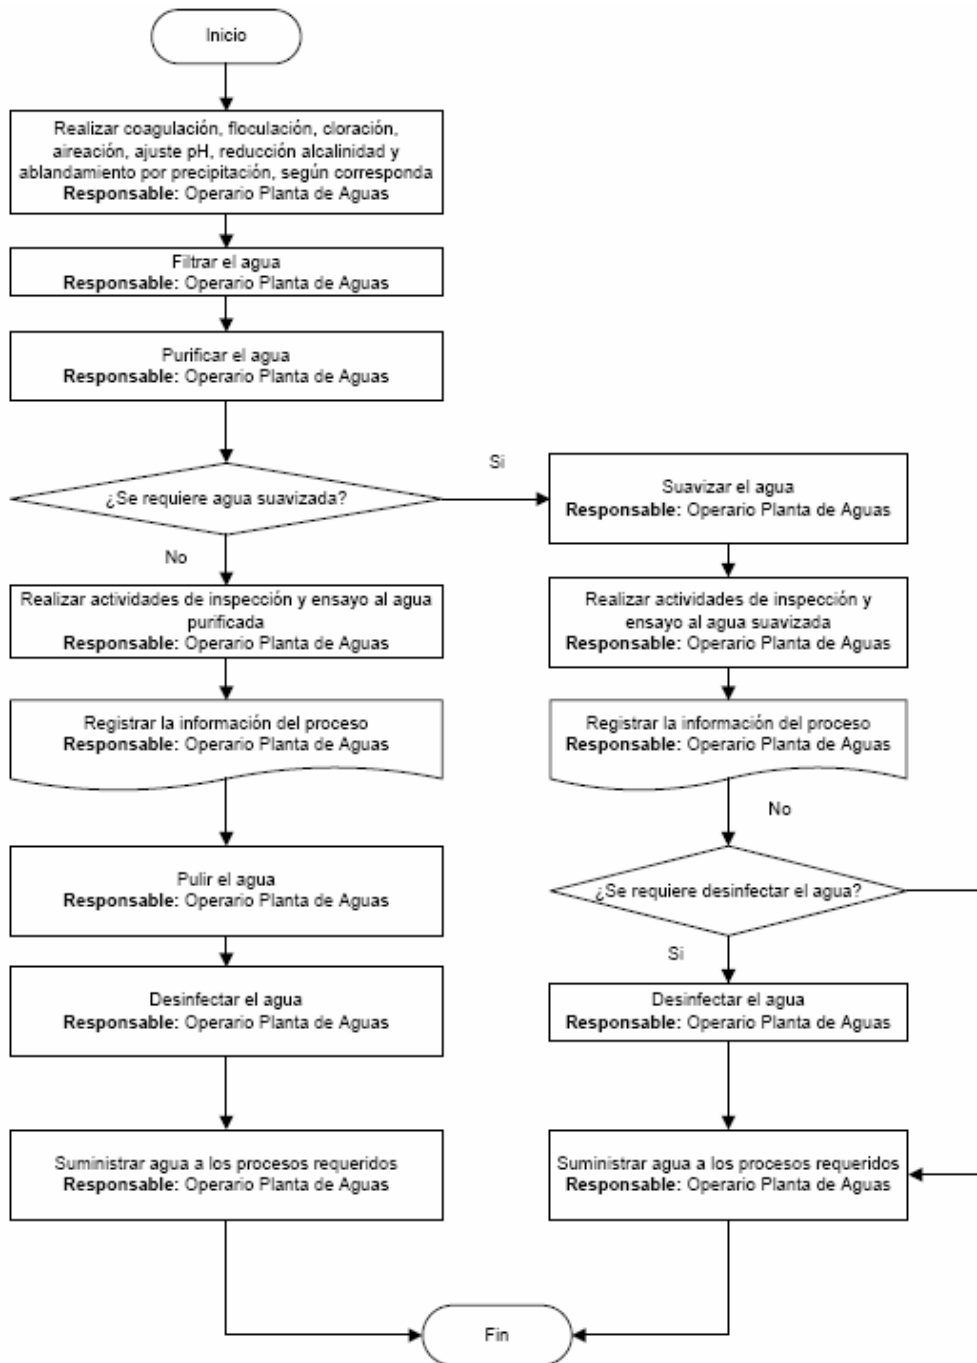 Inicio
Realizar coagulación, floculación, cloración,
aireación, ajuste pH, reducción alcalinidad y
ablandamiento por precipitación, según corresponda
Responsable: Operario Planta de Aguas
Filtrar el agua
Responsable: Operario Planta de Aguas
Purificar el agua
Responsable: Operario Planta de Aguas
¿Se requiere agua suavizada?
Si
No
Suavizar el agua
Responsable: Operario Planta de Aguas
Realizar actividades de inspección y ensayo al agua
purificada
Responsable: Operario Planta de Aguas
Realizar actividades de inspección y
ensayo al agua suavizada
Responsable: Operario Planta de Aguas
Registrar la información del proceso
Responsable: Operario Planta de Aguas
Registrar la información del proceso
Responsable: Operario Planta de Aguas
No
Pulir el agua
Responsable: Operario Planta de Aguas
¿Se requiere desinfectar el agua?
Si
Desinfectar el agua
Responsable: Operario Planta de Aguas
Desinfectar el agua
Responsable: Operario Planta de Aguas
Suministrar agua a los procesos requeridos
Responsable: Operario Planta de Aguas
Suministrar agua a los procesos requeridos
Responsable: Operario Planta de Aguas
Fin